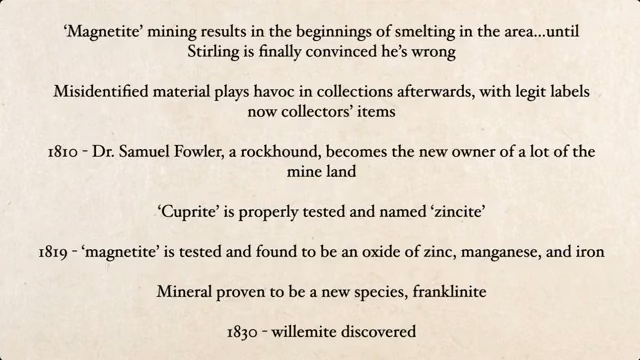 ‘Magnetite’ mining results in the beginnings of smelting in the area...until
Stirling is finally convinced he’s wrong
Misidentified material plays havoc in collections afterwards, with legit labels
now collectors’ items
1810 - Dr. Samuel Fowler, a rockhound, becomes the new owner of a lot of the
mine land
‘Cuprite’ is properly tested and named ‘zincite’
1819 - ‘magnetite’ is tested and found to be an oxide of zinc, manganese, and iron
Mineral proven to be a new species, franklinite
1830 - willemite discovered